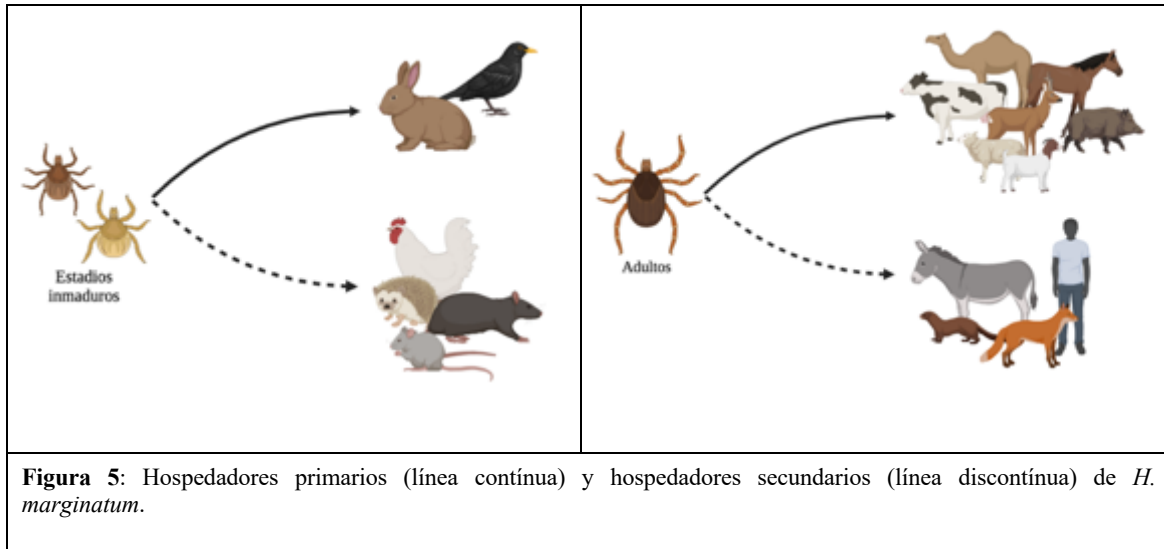 Estadios
inmaduros
Adultos
Figura 5: Hospedadores primarios (línea contínua) y hospedadores secundarios (línea discontínua) de H.
marginatum.